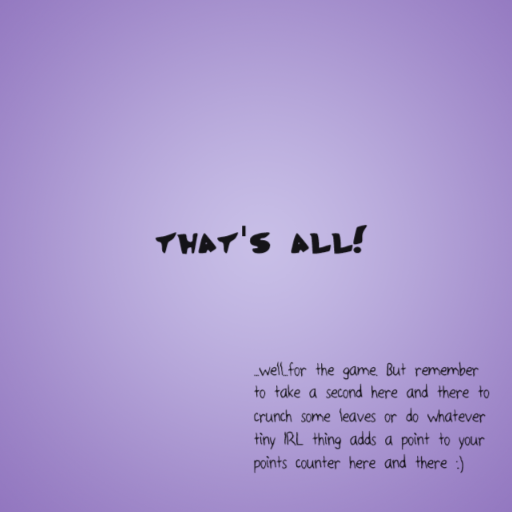 THAT'S ALL!
...well...for the game. But remember
to take a second here and there to
crunch some leaves or do whatever
tiny IRL thing adds a point to your
points counter here and there :)